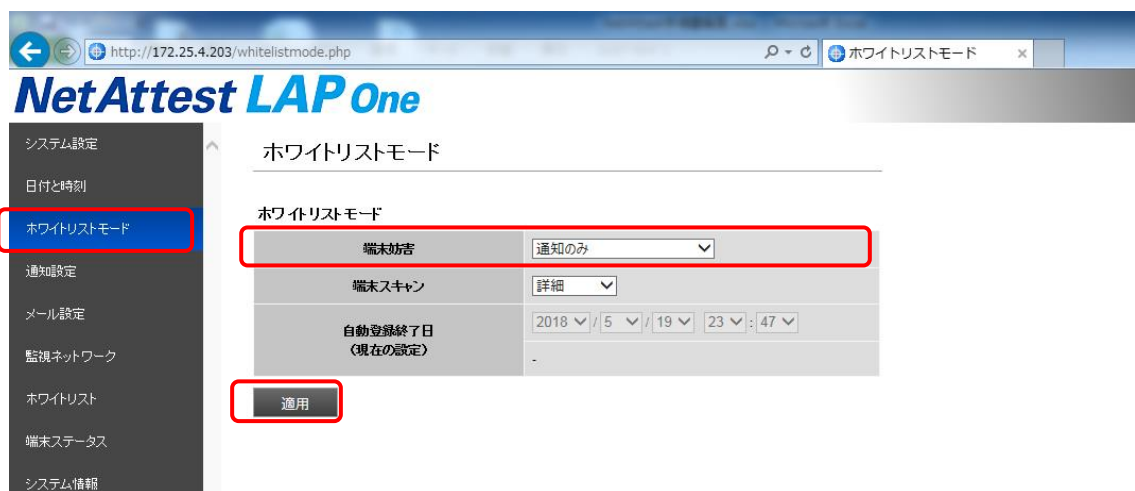 http://172.25.4.203/whitelistmode.php
ホワイトリストモード
NetAttest LAP One
システム設定
日付と時刻
ホワイトリストモード
通知設定
メール設定
監視ネットワーク
ホワイトリスト
端末ステータス
システム情報
ホワイトリストモード
ホワイトリストモード
端末妨害 通知のみ
端末スキャン 詳細
自動登録終了日
(現在の設定)
2018 / 5 / 19 23 : 47
-
適用